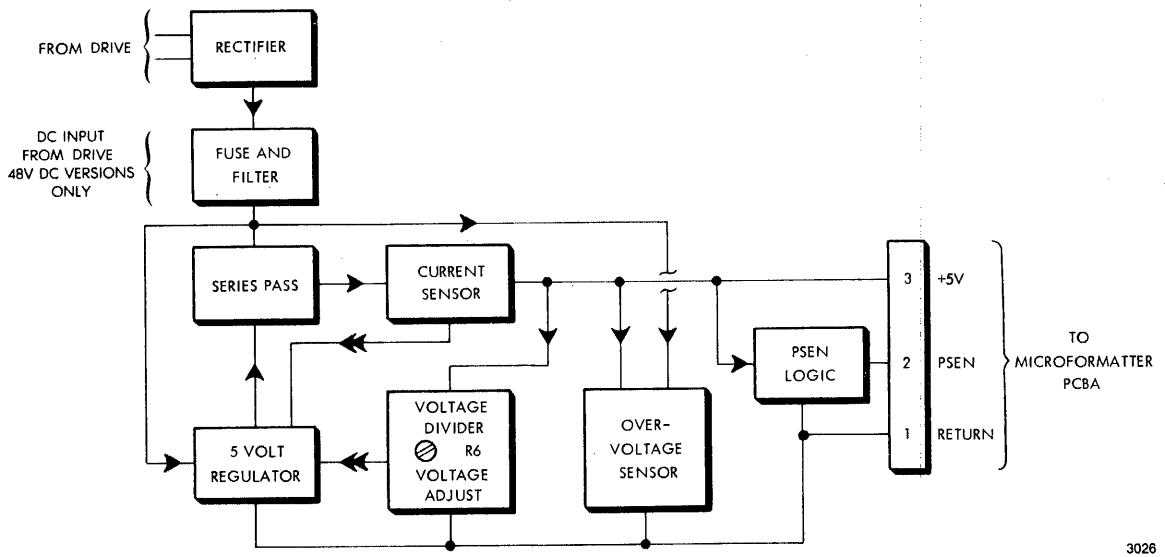 FROM DRIVE
RECTIFIER
DC INPUT
FROM DRIVE
48V DC VERSIONS
ONLY
FUSE AND
FILTER
SERIES PASS
CURRENT
SENSOR
3 +5V
PSEN
LOGIC
2 PSEN
TO
MICROFORMATTER
PCBA
5 VOLT
REGULATOR
VOLTAGE
DIVIDER
R6
VOLTAGE
ADJUST
OVER-
VOLTAGE
SENSOR
1 RETURN
3026